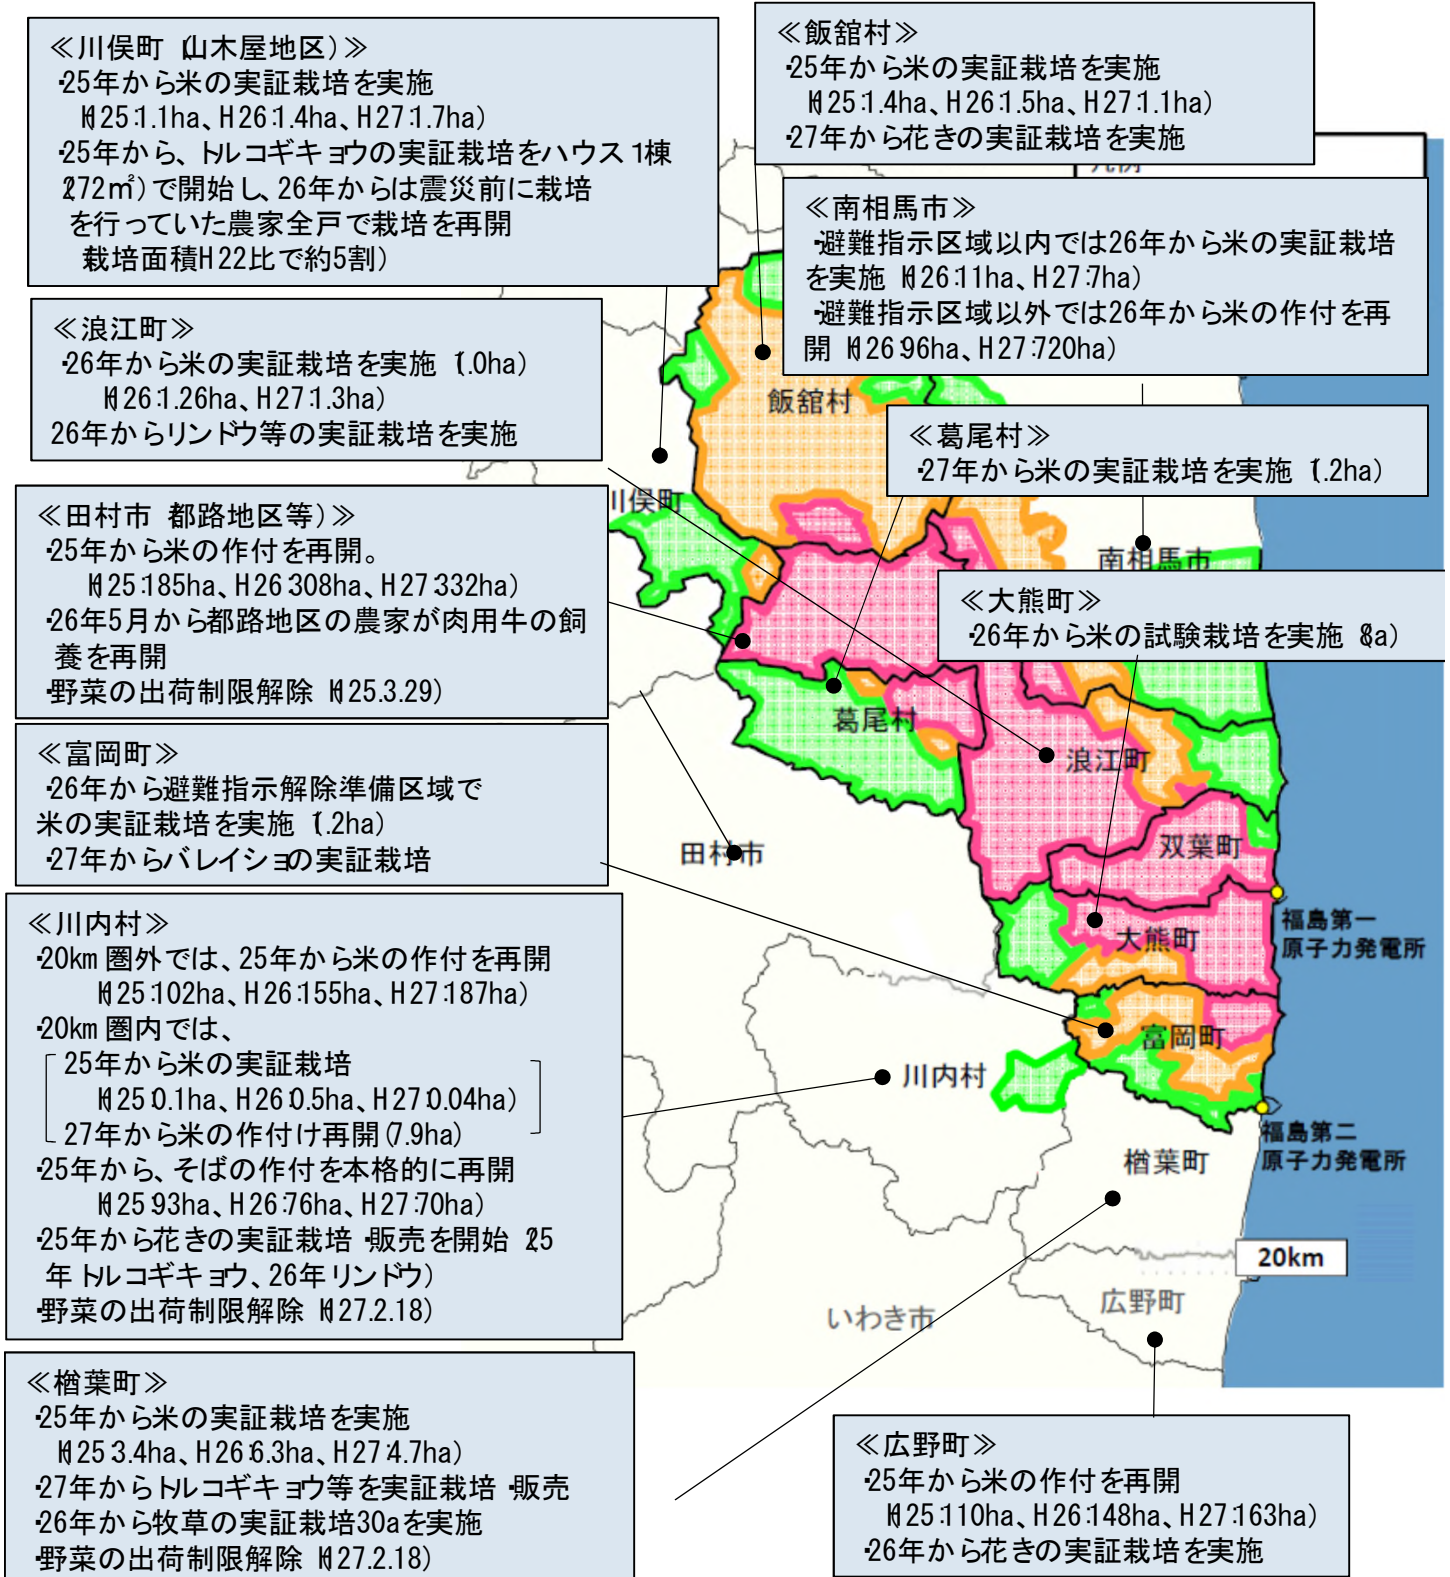 ≪川俣町（山木屋地区）≫
・25年から米の実証栽培を実施
（H25:1.1ha、H26:1.4ha、H27:1.7ha）
・25年から、トルコギキョウの実証栽培をハウス1棟
（272㎡）で開始し、26年からは震災前に栽培
を行っていた農家全戸で栽培を再開
（栽培面積H22比で約5割）
≪飯舘村≫
・25年から米の実証栽培を実施
（H25:1.4ha、H26:1.5ha、H27:1.1ha）
・27年から花きの実証栽培を実施
≪南相馬市≫
・避難指示区域以内では26年から米の実証栽培
を実施（H26:11ha、H27:7ha）
・避難指示区域以外では26年から米の作付を再
開（H26:96ha、H27:720ha）
≪浪江町≫
・26年から米の実証栽培を実施（1.0ha）
（H26:1.26ha、H27:1.3ha）
26年からリンドウ等の実証栽培を実施
≪葛尾村≫
・27年から米の実証栽培を実施（1.2ha）
≪田村市（都路地区等）≫
・25年から米の作付を再開。
（H25:185ha、H26:308ha、H27:332ha）
・26年5月から都路地区の農家が肉用牛の飼
養を再開
・野菜の出荷制限解除（H25.3.29）
≪大熊町≫
・26年から米の試験栽培を実施（8a）
≪富岡町≫
・26年から避難指示解除準備区域で
米の実証栽培を実施（1.2ha）
・27年からバレイショの実証栽培
≪川内村≫
・20km圏外では、25年から米の作付を再開
（H25:102ha、H26:155ha、H27:187ha）
・20km圏内では、
25年から米の実証栽培
（H25:0.1ha、H26:0.5ha、H27:0.04ha）
27年から米の作付け再開(7.9ha)
・25年から、そばの作付を本格的に再開
（H25:93ha、H26:76ha、H27:70ha）
・25年から花きの実証栽培・販売を開始（25
年トルコギキョウ、26年リンドウ）
・野菜の出荷制限解除（H27.2.18）
≪楢葉町≫
・25年から米の実証栽培を実施
（H25:3.4ha、H26:6.3ha、H27:4.7ha）
・27年からトルコギキョウ等を実証栽培・販売
・26年から牧草の実証栽培30aを実施
・野菜の出荷制限解除（H27.2.18）
≪広野町≫
・25年から米の作付を再開
（H25:110ha、H26:148ha、H27:163ha）
・26年から花きの実証栽培を実施
飯舘村
川俣町
南相馬市
葛尾村
浪江町
田村市
双葉町
大熊町
福島第一
原子力発電所
富岡町
川内村
福島第二
原子力発電所
楢葉町
20km
広野町
いわき市